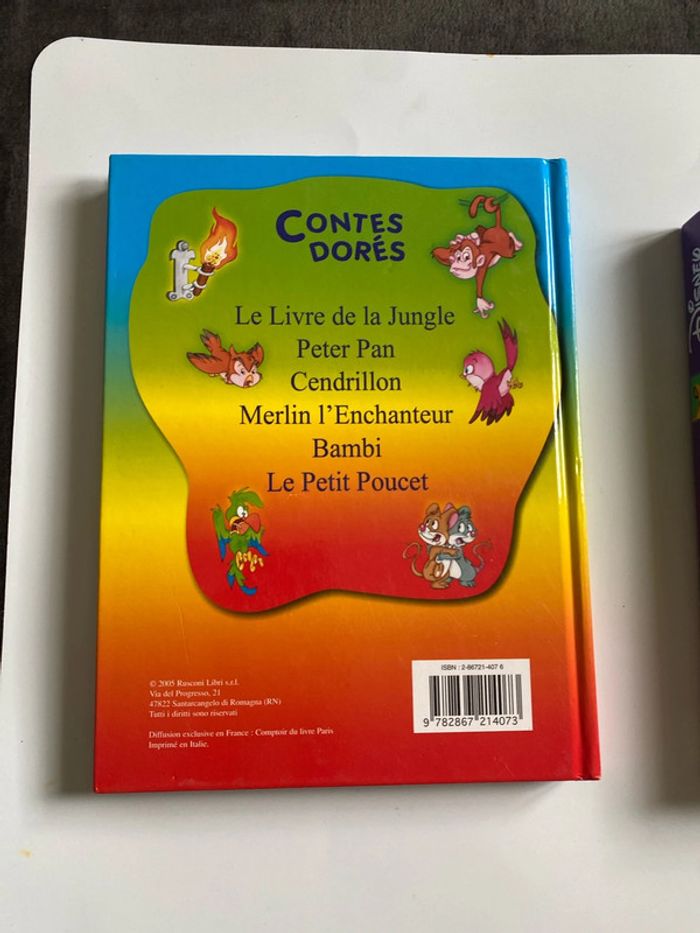 CONTES
DORÉS
Le Livre de la Jungle
Peter Pan
Cendrillon
Merlin l'Enchanteur
Bambi
Le Petit Poucet
© 2005 Rusconi Libri s.r.l.
Via del Progresso, 21
47822 Santarcangelo di Romagna (RN)
Tutti i diritti sono riservati
Diffusion exclusive en France : Comptoir du livre Paris
Imprimé en Italie.
ISBN : 2-86721-407 6
9 782867 214073